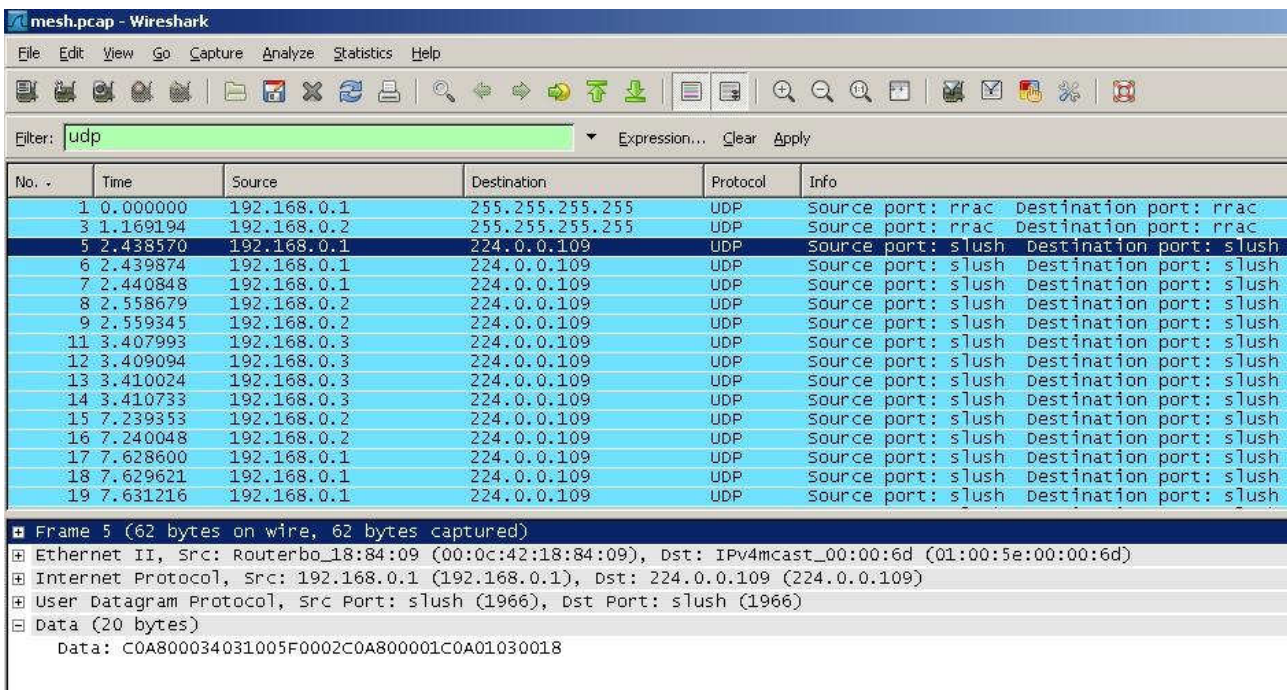 mesh.pcap - Wireshark
File Edit View Go Capture Analyze Statistics Help
Filter: udp Expression... Clear Apply
No. Time Source Destination Protocol Info
1 0.000000 192.168.0.1 255.255.255.255 UDP Source port: rrac Destination port: rrac
3 1.169194 192.168.0.2 255.255.255.255 UDP Source port: rrac Destination port: rrac
5 2.438570 192.168.0.1 224.0.0.109 UDP Source port: slush Destination port: slush
6 2.439874 192.168.0.1 224.0.0.109 UDP Source port: slush Destination port: slush
7 2.440848 192.168.0.1 224.0.0.109 UDP Source port: slush Destination port: slush
8 2.558679 192.168.0.2 224.0.0.109 UDP Source port: slush Destination port: slush
9 2.559345 192.168.0.2 224.0.0.109 UDP Source port: slush Destination port: slush
11 3.407993 192.168.0.3 224.0.0.109 UDP Source port: slush Destination port: slush
12 3.409094 192.168.0.3 224.0.0.109 UDP Source port: slush Destination port: slush
13 3.410024 192.168.0.3 224.0.0.109 UDP Source port: slush Destination port: slush
14 3.410733 192.168.0.3 224.0.0.109 UDP Source port: slush Destination port: slush
15 7.239353 192.168.0.2 224.0.0.109 UDP Source port: slush Destination port: slush
16 7.240048 192.168.0.2 224.0.0.109 UDP Source port: slush Destination port: slush
17 7.628600 192.168.0.1 224.0.0.109 UDP Source port: slush Destination port: slush
18 7.629621 192.168.0.1 224.0.0.109 UDP Source port: slush Destination port: slush
19 7.631216 192.168.0.1 224.0.0.109 UDP Source port: slush Destination port: slush
Frame 5 (62 bytes on wire, 62 bytes captured)
Ethernet II, Src: Routerbo_18:84:09 (00:0c:42:18:84:09), Dst: IPv4mcast_00:00:6d (01:00:5e:00:00:6d)
Internet Protocol, Src: 192.168.0.1 (192.168.0.1), Dst: 224.0.0.109 (224.0.0.109)
User Datagram Protocol, Src Port: slush (1966), Dst Port: slush (1966)
Data (20 bytes)
Data: C0A800034031005F0002C0A800001C0A01030018